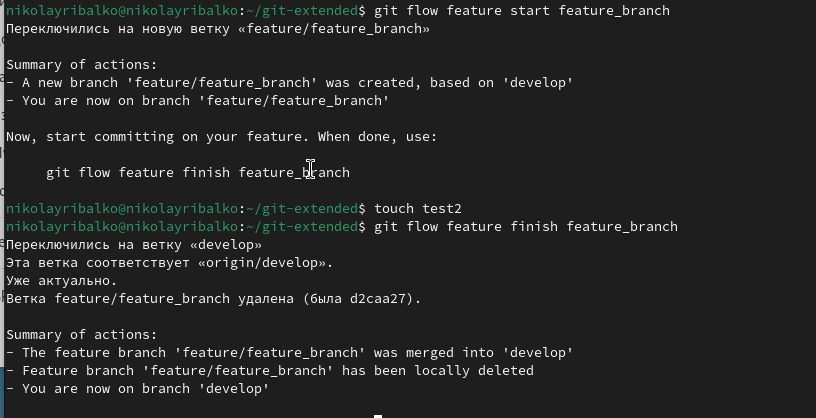 nikolayribalko@nikolayribalko:~/git-extended$ git flow feature start feature_branch
Переключились на новую ветку «feature/feature_branch»
Summary of actions:
- A new branch 'feature/feature_branch' was created, based on 'develop'
- You are now on branch 'feature/feature_branch'
Now, start committing on your feature. When done, use:
git flow feature finish feature_branch
nikolayribalko@nikolayribalko:~/git-extended$ touch test2
nikolayribalko@nikolayribalko:~/git-extended$ git flow feature finish feature_branch
Переключились на ветку «develop»
Эта ветка соответствует «origin/develop».
Уже актуально.
Ветка feature/feature_branch удалена (была d2caa27).
Summary of actions:
- The feature branch 'feature/feature_branch' was merged into 'develop'
- Feature branch 'feature/feature_branch' has been locally deleted
- You are now on branch 'develop'